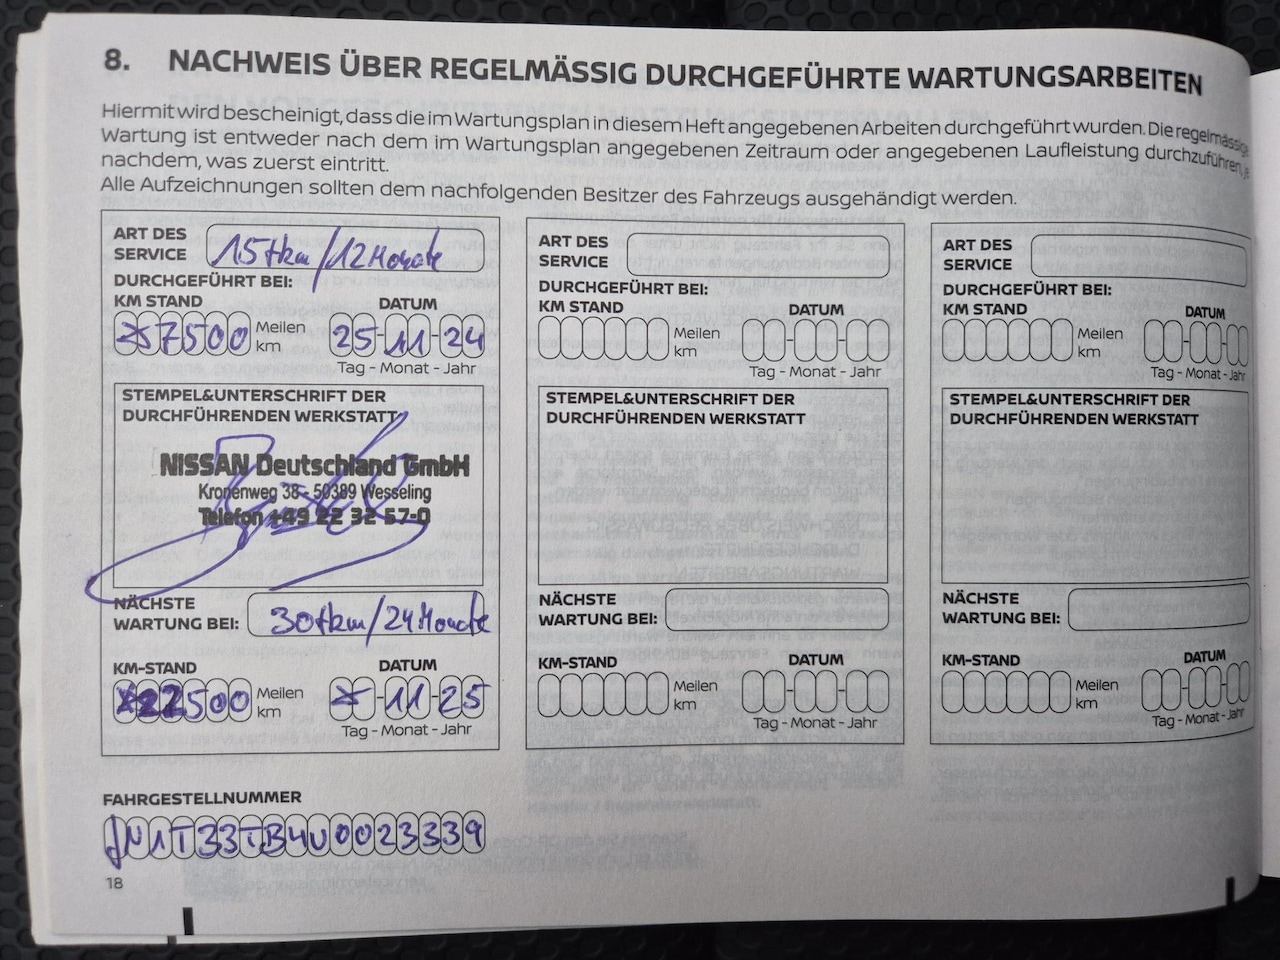 8. NACHWEIS ÜBER REGELMÄSSIG DURCHGEFÜHRTE WARTUNGSARBEITEN
Hiermit wird bescheinigt, dass die im Wartungsplan in diesem Heft angegebenen Arbeiten durchgeführt wurden. Die regelmässige
Wartung ist entweder nach dem im Wartungsplan angegebenen Zeitraum oder angegebenen Laufleistung durchzuführen, je
nachdem, was zuerst eintritt.
Alle Aufzeichnungen sollten dem nachfolgenden Besitzer des Fahrzeugs ausgehändigt werden.
ART DES
SERVICE 15tkm/12Monate
DURCHGEFÜHRT BEI:
KM STAND DATUM
7500 Meilen
km 25-11-24
Tag - Monat - Jahr
STEMPEL&UNTERSCHRIFT DER
DURCHFÜHRENDEN WERKSTATT
NISSAN Deutschland GmbH
Kronenweg 38 - 50389 Wesseling
Telefon +49 22 32 57-0
NÄCHSTE
WARTUNG BEI: 30tkm/24Monate
KM-STAND DATUM
22500 Meilen
km -11-25
Tag - Monat - Jahr
ART DES
SERVICE
DURCHGEFÜHRT BEI:
KM STAND DATUM
Meilen
km
Tag - Monat - Jahr
STEMPEL&UNTERSCHRIFT DER
DURCHFÜHRENDEN WERKSTATT
NÄCHSTE
WARTUNG BEI:
KM-STAND DATUM
Meilen
km
Tag - Monat - Jahr
ART DES
SERVICE
DURCHGEFÜHRT BEI:
KM STAND DATUM
Meilen
km
Tag - Monat - Jahr
STEMPEL&UNTERSCHRIFT DER
DURCHFÜHRENDEN WERKSTATT
NÄCHSTE
WARTUNG BEI:
KM-STAND DATUM
Meilen
km
Tag - Monat - Jahr
FAHRGESTELLNUMMER
JN1T33TB4U0023339
18